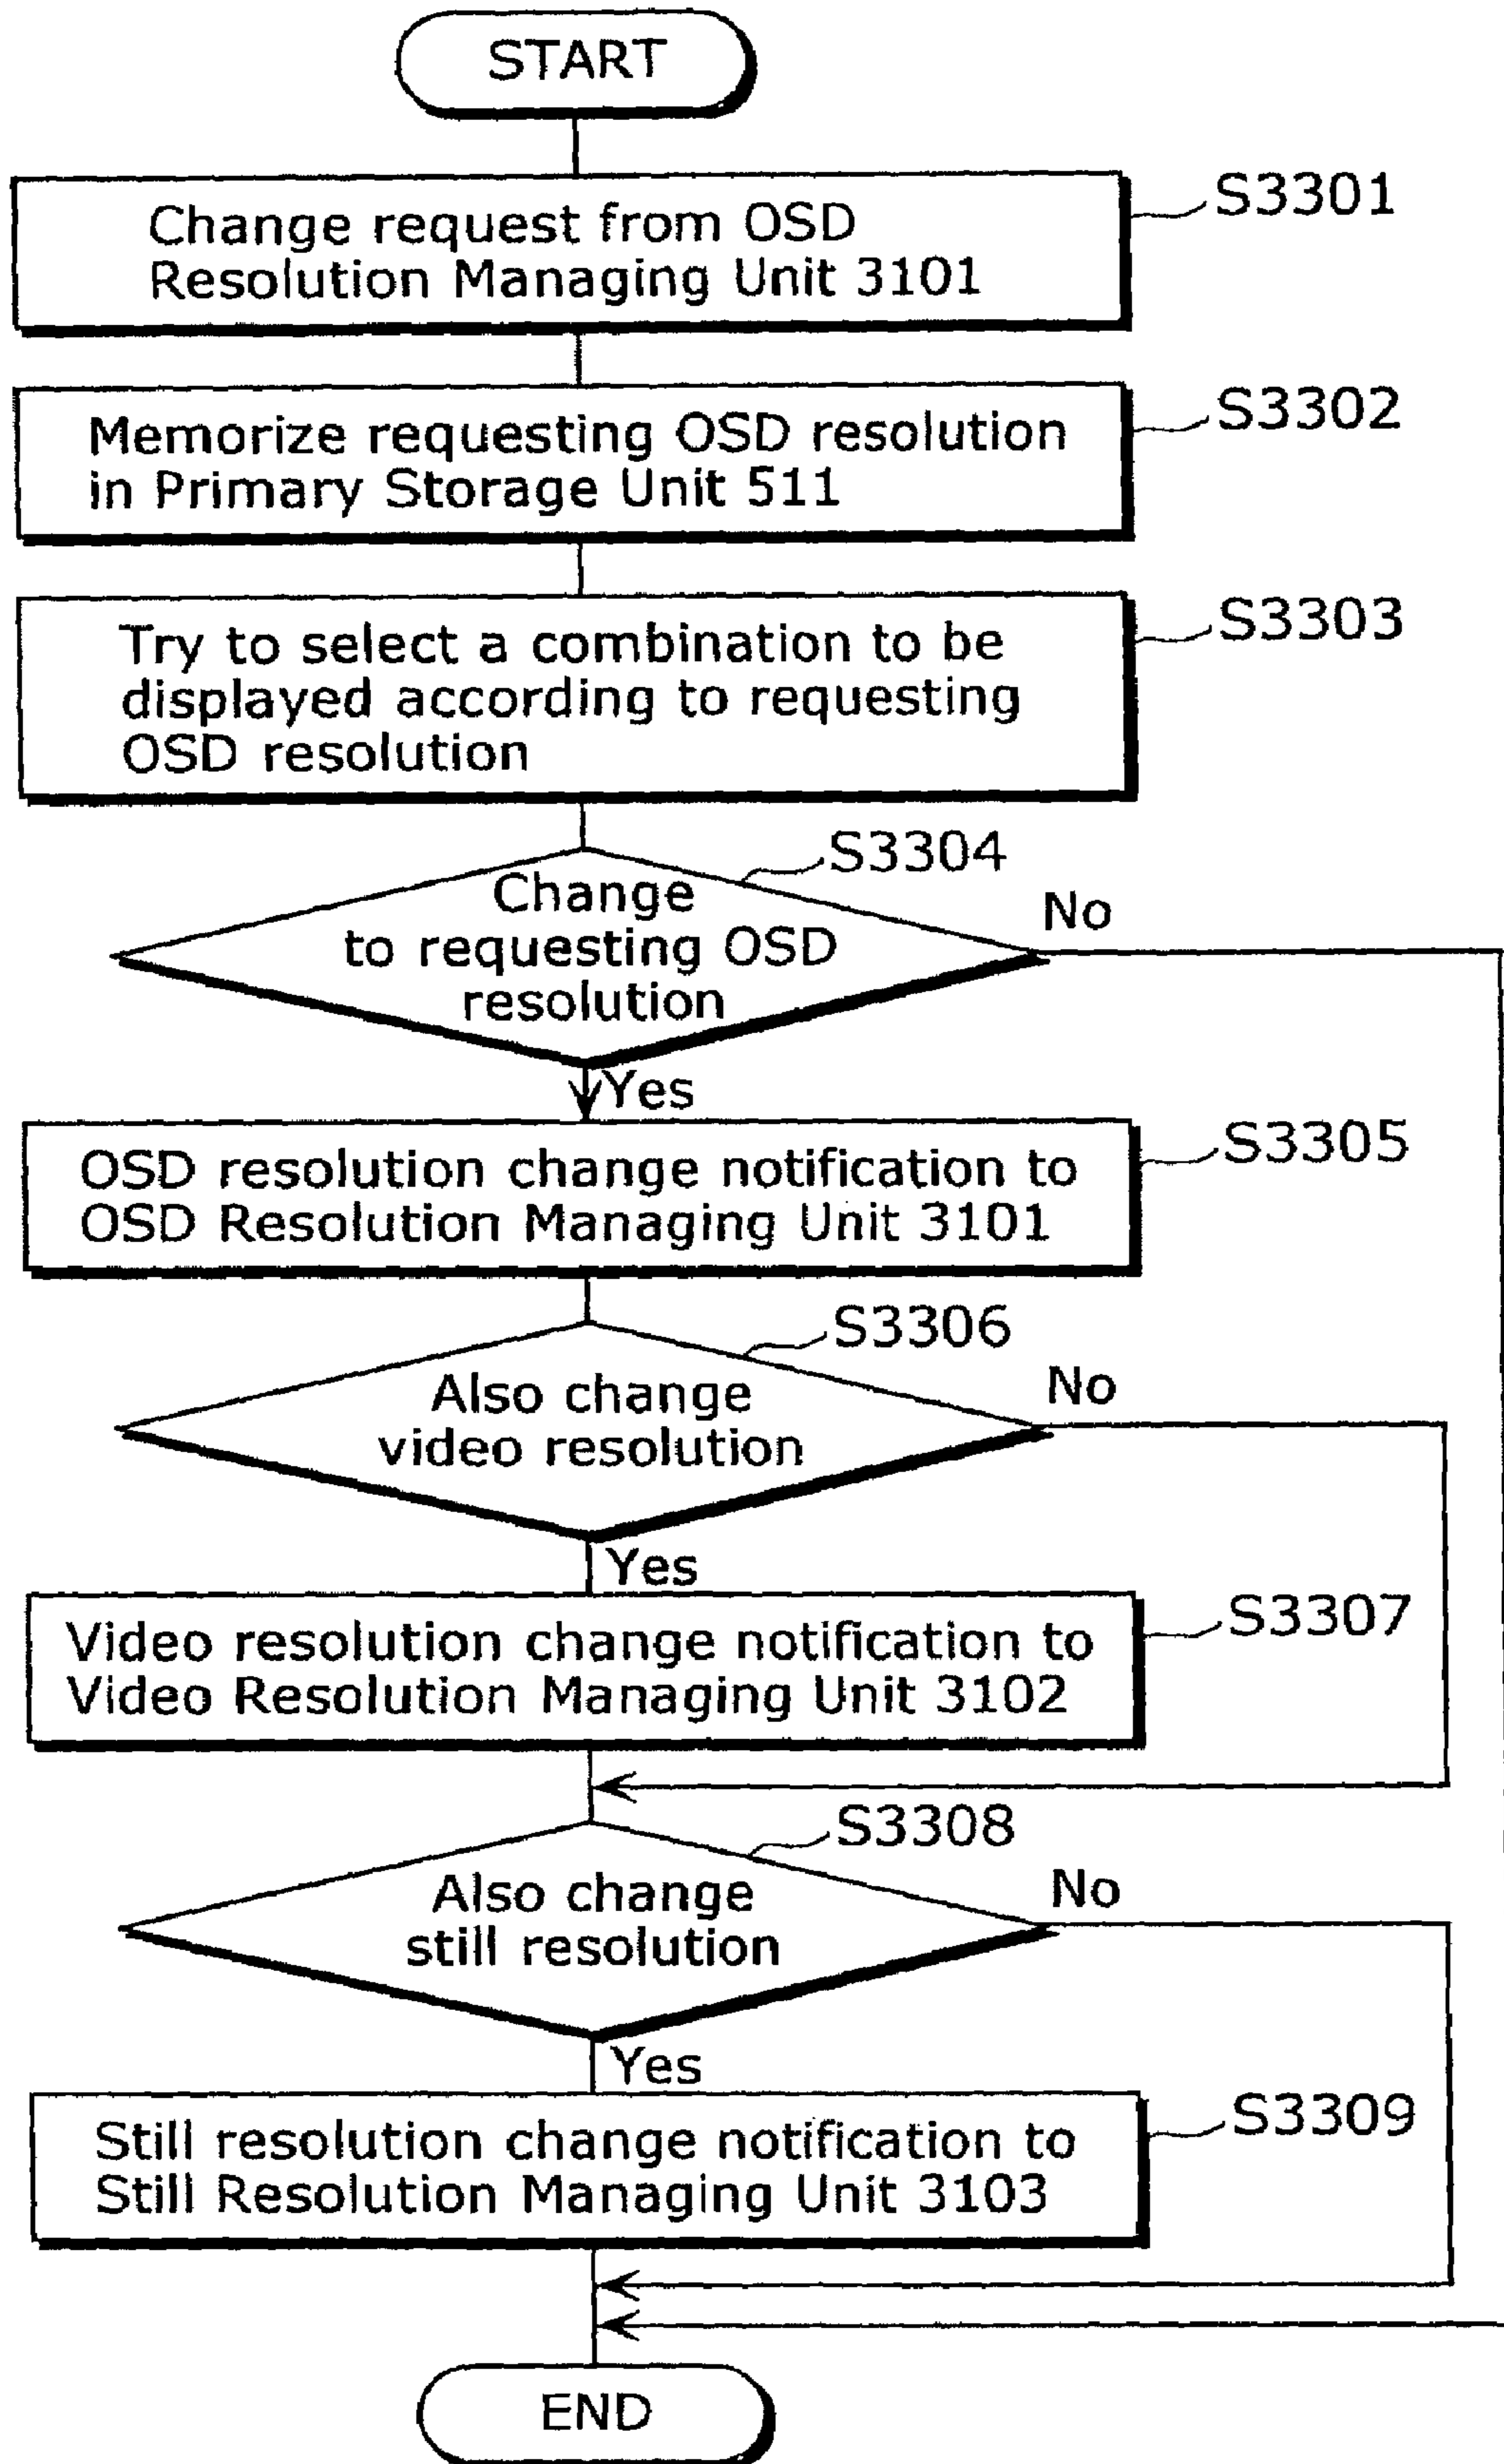 START
S3301
Change request from OSD
Resolution Managing Unit 3101
S3302
Memorize requesting OSD resolution
in Primary Storage Unit 511
S3303
Try to select a combination to be
displayed according to requesting
OSD resolution
S3304
Change
to requesting OSD
resolution
No
Yes
S3305
OSD resolution change notification to
OSD Resolution Managing Unit 3101
S3306
Also change
video resolution
No
Yes
S3307
Video resolution change notification to
Video Resolution Managing Unit 3102
S3308
Also change
still resolution
No
Yes
S3309
Still resolution change notification to
Still Resolution Managing Unit 3103
END